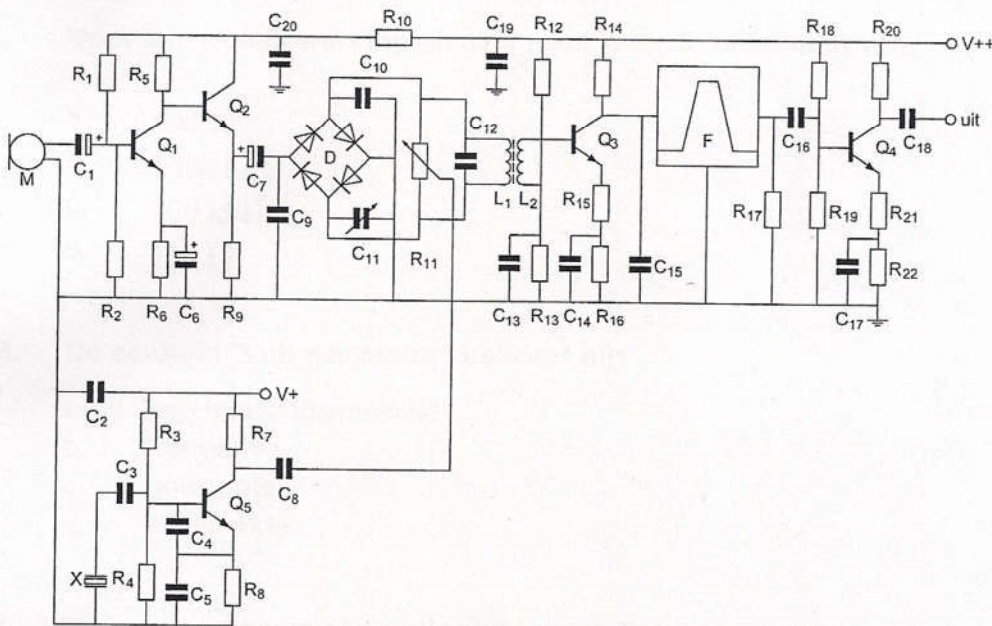 C20 R10 C19 R12 R14 R18 R20
V++
R1 R5 C10
Q2 C12 Q3 F C16 Q4 C18 uit
M C1 + Q1 + C7 D
L1 L2 R15 R17 R19 R21
C9 C11 R11 C15 R22
+
R2 R6 C6 R9 C13 R13 C14 R16 C17
C2 V+
R3 R7
C3 Q5 C8
C4
X R4 C5 R8